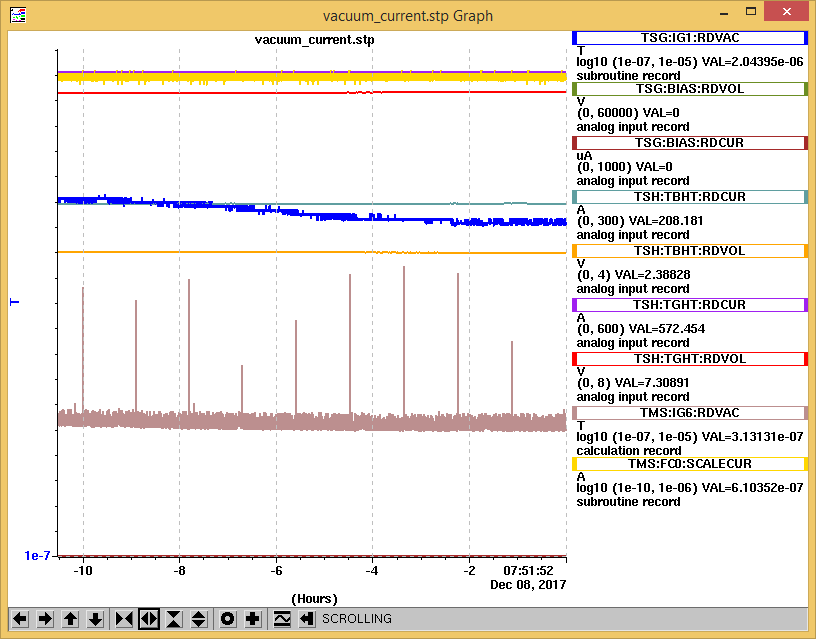 vacuum_current.stp Graph
vacuum_current.stp
TSG:IG1:RDVAC
T
log10 (1e-07, 1e-05) VAL=2.04395e-06
subroutine record
TSG:BIAS:RDVOL
V
(0, 60000) VAL=0
analog input record
TSG:BIAS:RDCUR
uA
(0, 1000) VAL=0
analog input record
TSH:TBHT:RDCUR
A
(0, 300) VAL=208.181
analog input record
TSH:TBHT:RDVOL
V
(0, 4) VAL=2.38828
analog input record
TSH:TGHT:RDCUR
A
(0, 600) VAL=572.454
analog input record
TSH:TGHT:RDVOL
V
(0, 8) VAL=7.30891
analog input record
TMS:IG6:RDVAC
T
log10 (1e-07, 1e-05) VAL=3.13131e-07
calculation record
TMS:FC0:SCALECUR
A
log10 (1e-10, 1e-06) VAL=6.10352e-07
subroutine record
T
1e-7
-10 -8 -6 -4 -2 07:51:52
Dec 08, 2017
(Hours)
SCROLLING